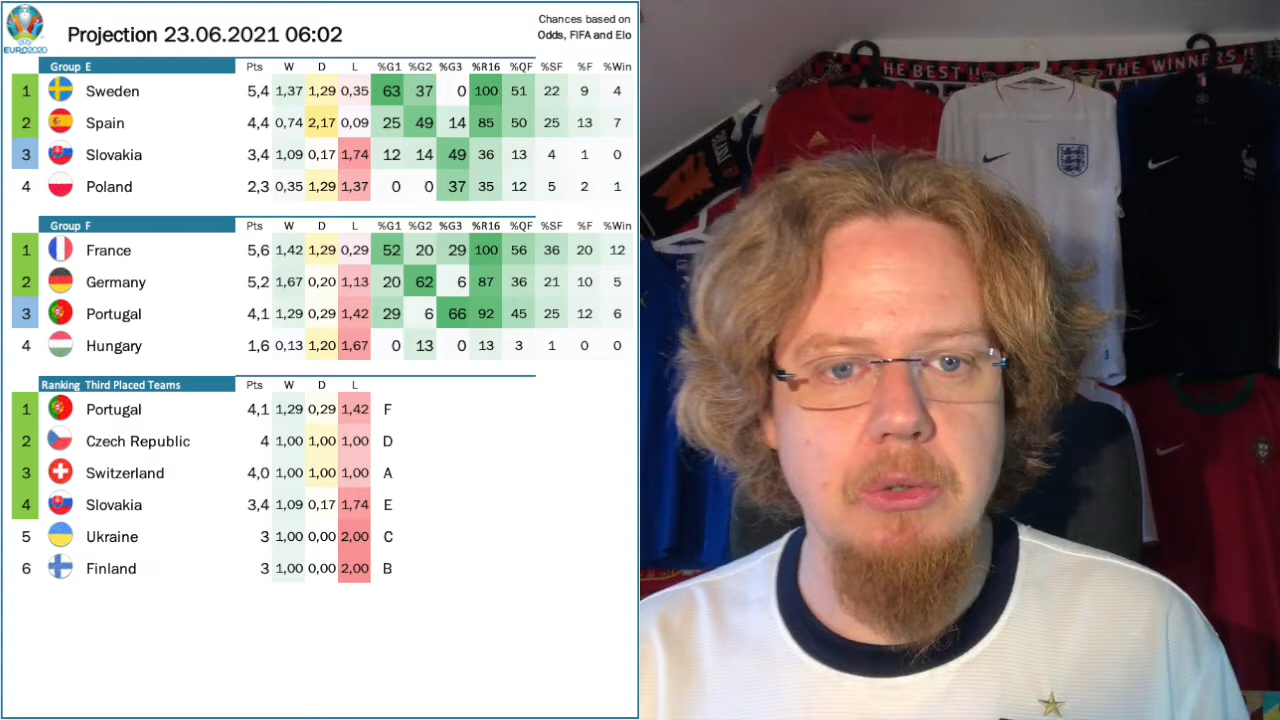 EURO2020
Projection 23.06.2021 06:02
Chances based on
Odds, FIFA and Elo
Group E Pts W D L %G1 %G2 %G3 %R16 %QF %SF %F %Win
1 Sweden 5,4 1,37 1,29 0,35 63 37 0 100 51 22 9 4
2 Spain 4,4 0,74 2,17 0,09 25 49 14 85 50 25 13 7
3 Slovakia 3,4 1,09 0,17 1,74 12 14 49 36 13 4 1 0
4 Poland 2,3 0,35 1,29 1,37 0 0 37 35 12 5 2 1
Group F Pts W D L %G1 %G2 %G3 %R16 %QF %SF %F %Win
1 France 5,6 1,42 1,29 0,29 52 20 29 100 56 36 20 12
2 Germany 5,2 1,67 0,20 1,13 20 62 6 87 36 21 10 5
3 Portugal 4,1 1,29 0,29 1,42 29 6 66 92 45 25 12 6
4 Hungary 1,6 0,13 1,20 1,67 0 13 0 13 3 1 0 0
Ranking Third Placed Teams Pts W D L
1 Portugal 4,1 1,29 0,29 1,42 F
2 Czech Republic 4 1,00 1,00 1,00 D
3 Switzerland 4,0 1,00 1,00 1,00 A
4 Slovakia 3,4 1,09 0,17 1,74 E
5 Ukraine 3 1,00 0,00 2,00 C
6 Finland 3 1,00 0,00 2,00 B
HE BEST !!
THE WINNERS